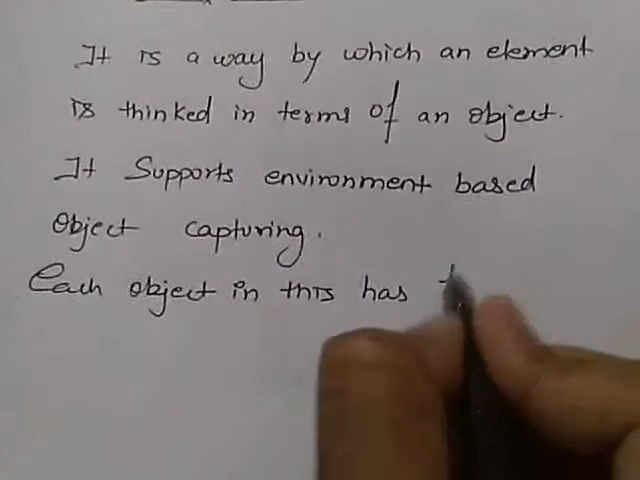 It is a way by which an element
is thinked in terms of an object.
It Supports environment based
Object capturing.
Each object in this has